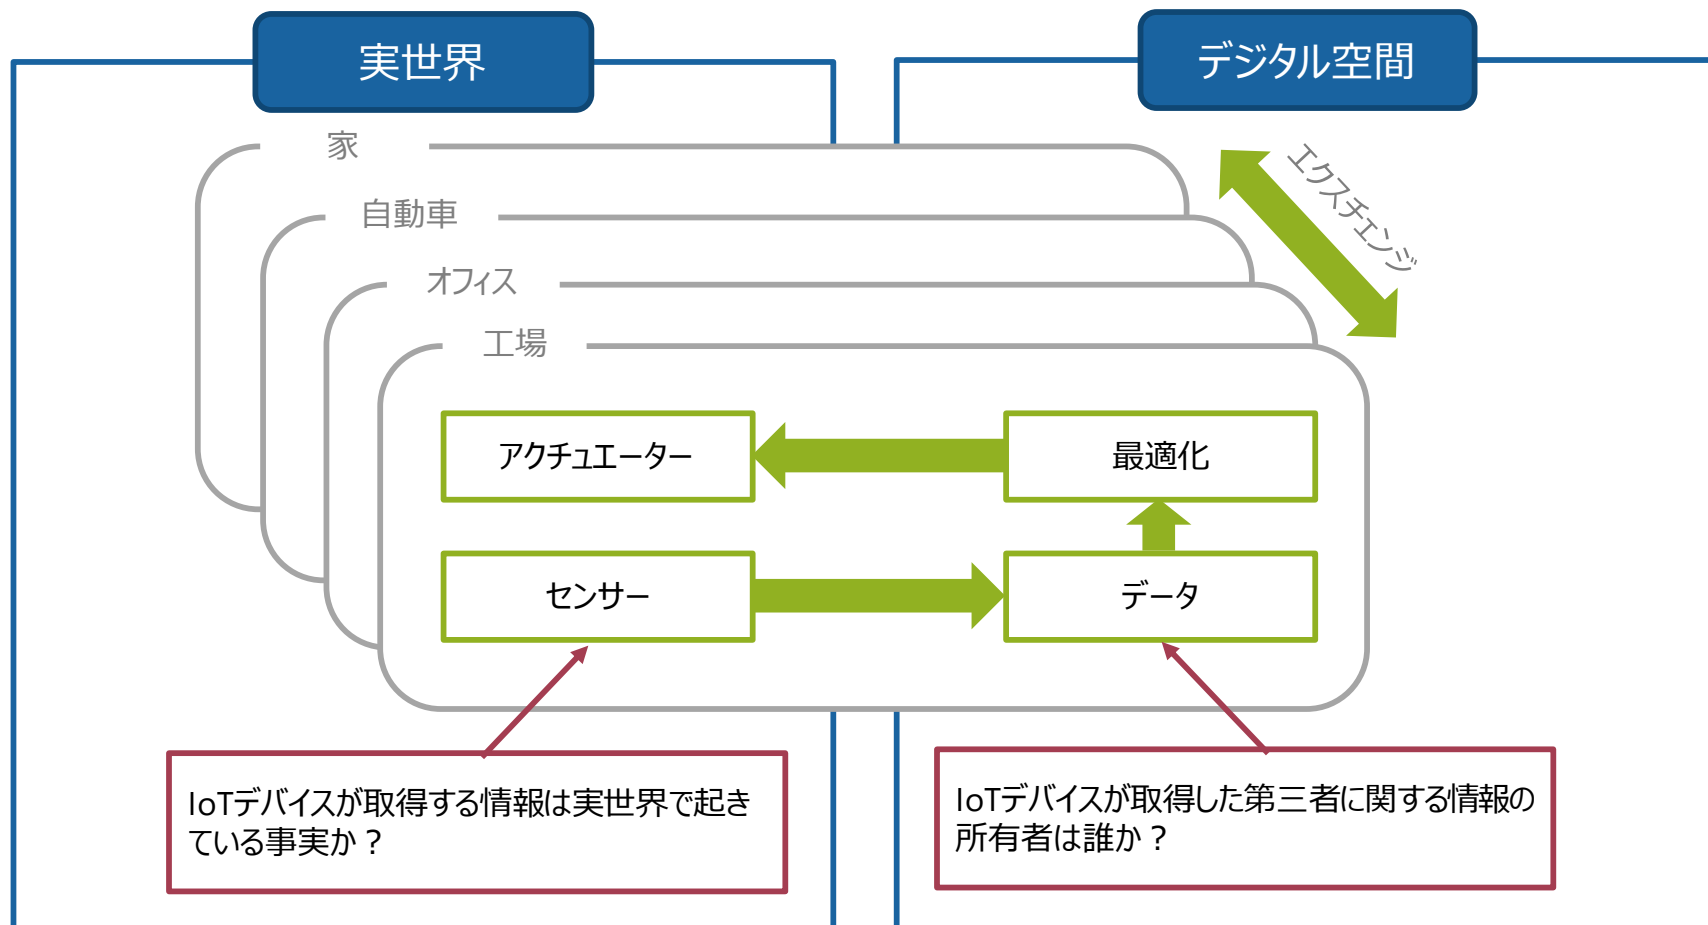 実世界
デジタル空間
家
自動車
オフィス
工場
エクスチェンジ
アクチュエーター
最適化
センサー
データ
IoTデバイスが取得する情報は実世界で起き
ている事実か？
IoTデバイスが取得した第三者に関する情報の
所有者は誰か？